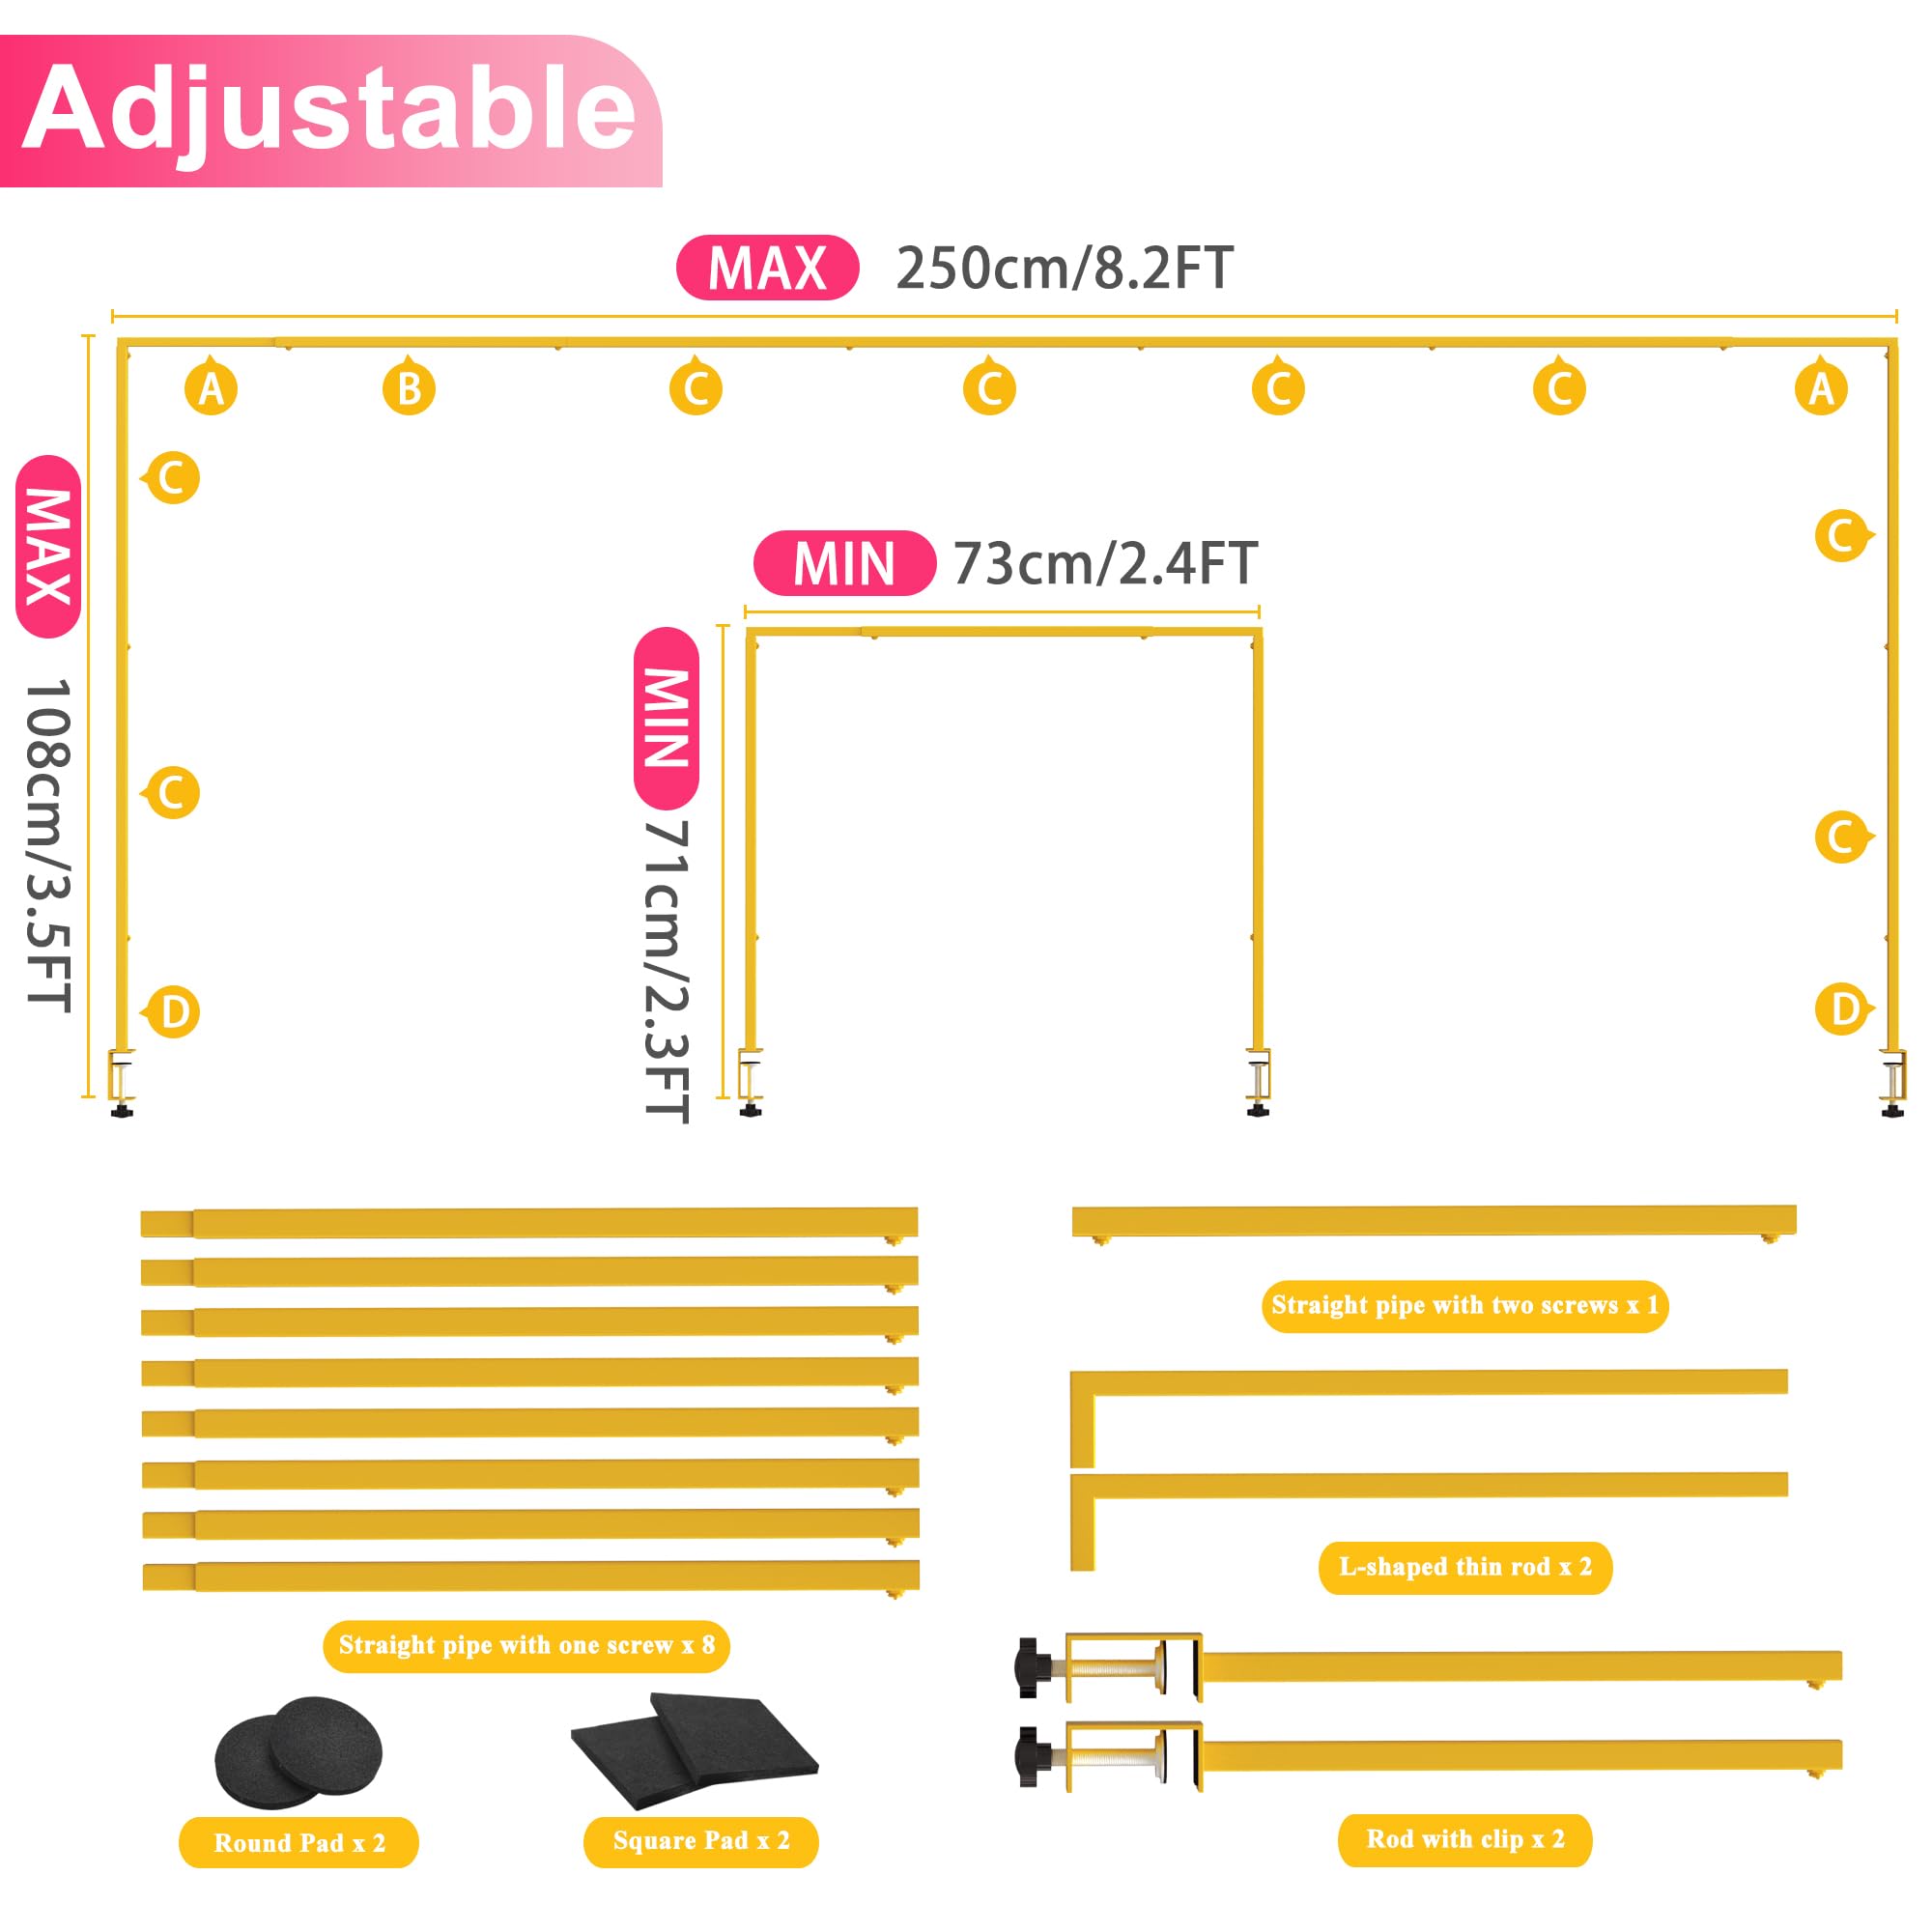 Adjustable
MAX 250cm/8.2FT
A B C C C C A
MAX 108cm/3.5FT
C
C
D
C
C
D
MIN 73cm/2.4FT
MIN 71cm/2.3FT
Straight pipe with one screw x 8
Straight pipe with two screws x 1
L-shaped thin rod x 2
Round Pad x 2
Square Pad x 2
Rod with clip x 2